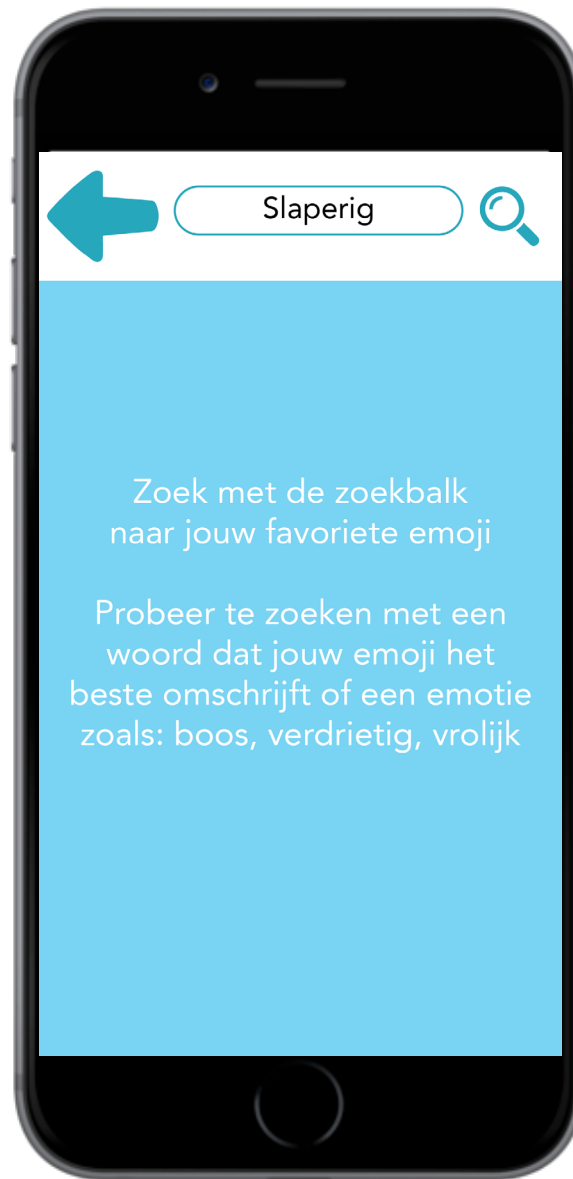 Slaperig
Zoek met de zoekbalk
naar jouw favoriete emoji
Probeer te zoeken met een
woord dat jouw emoji het
beste omschrijft of een emotie
zoals: boos, verdrietig, vrolijk